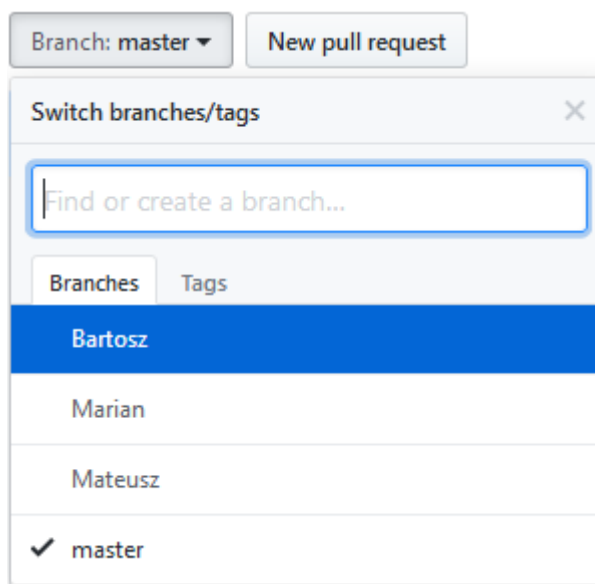 Branch: master New pull request
Switch branches/tags
Find or create a branch...
Branches Tags
Bartosz
Marian
Mateusz
master